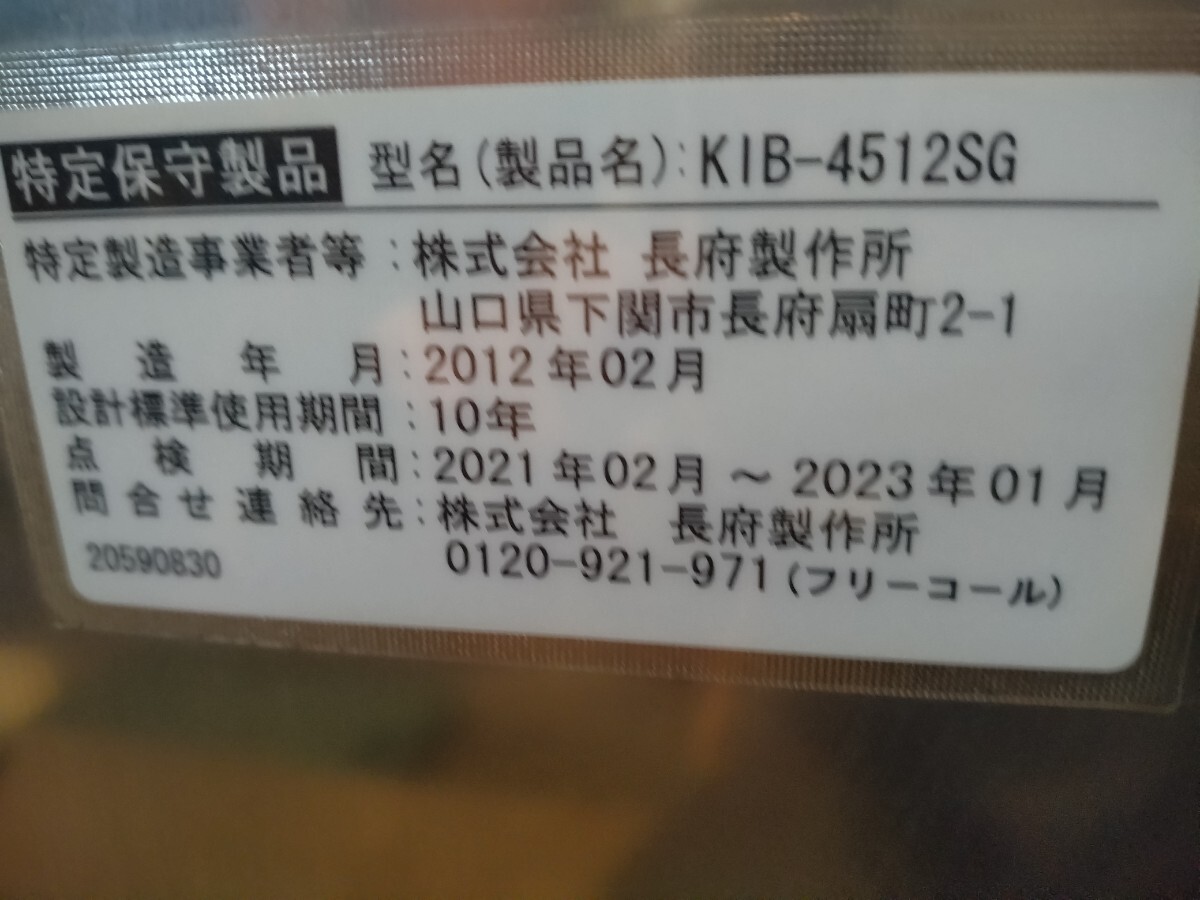 特定保守製品 型名(製品名):KIB-4512SG
特定製造事業者等:株式会社 長府製作所
山口県下関市長府扇町2-1
製造年月:2012年02月
設計標準使用期間:10年
点検期間:2021年02月～2023年01月
問合せ連絡先:株式会社 長府製作所
20590830 0120-921-971(フリーコール)